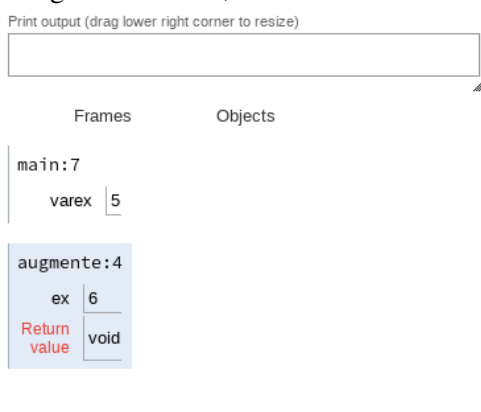 Print output (drag lower right corner to resize)
Frames Objects
main:7
varex 5
augmente:4
ex 6
Return
value void